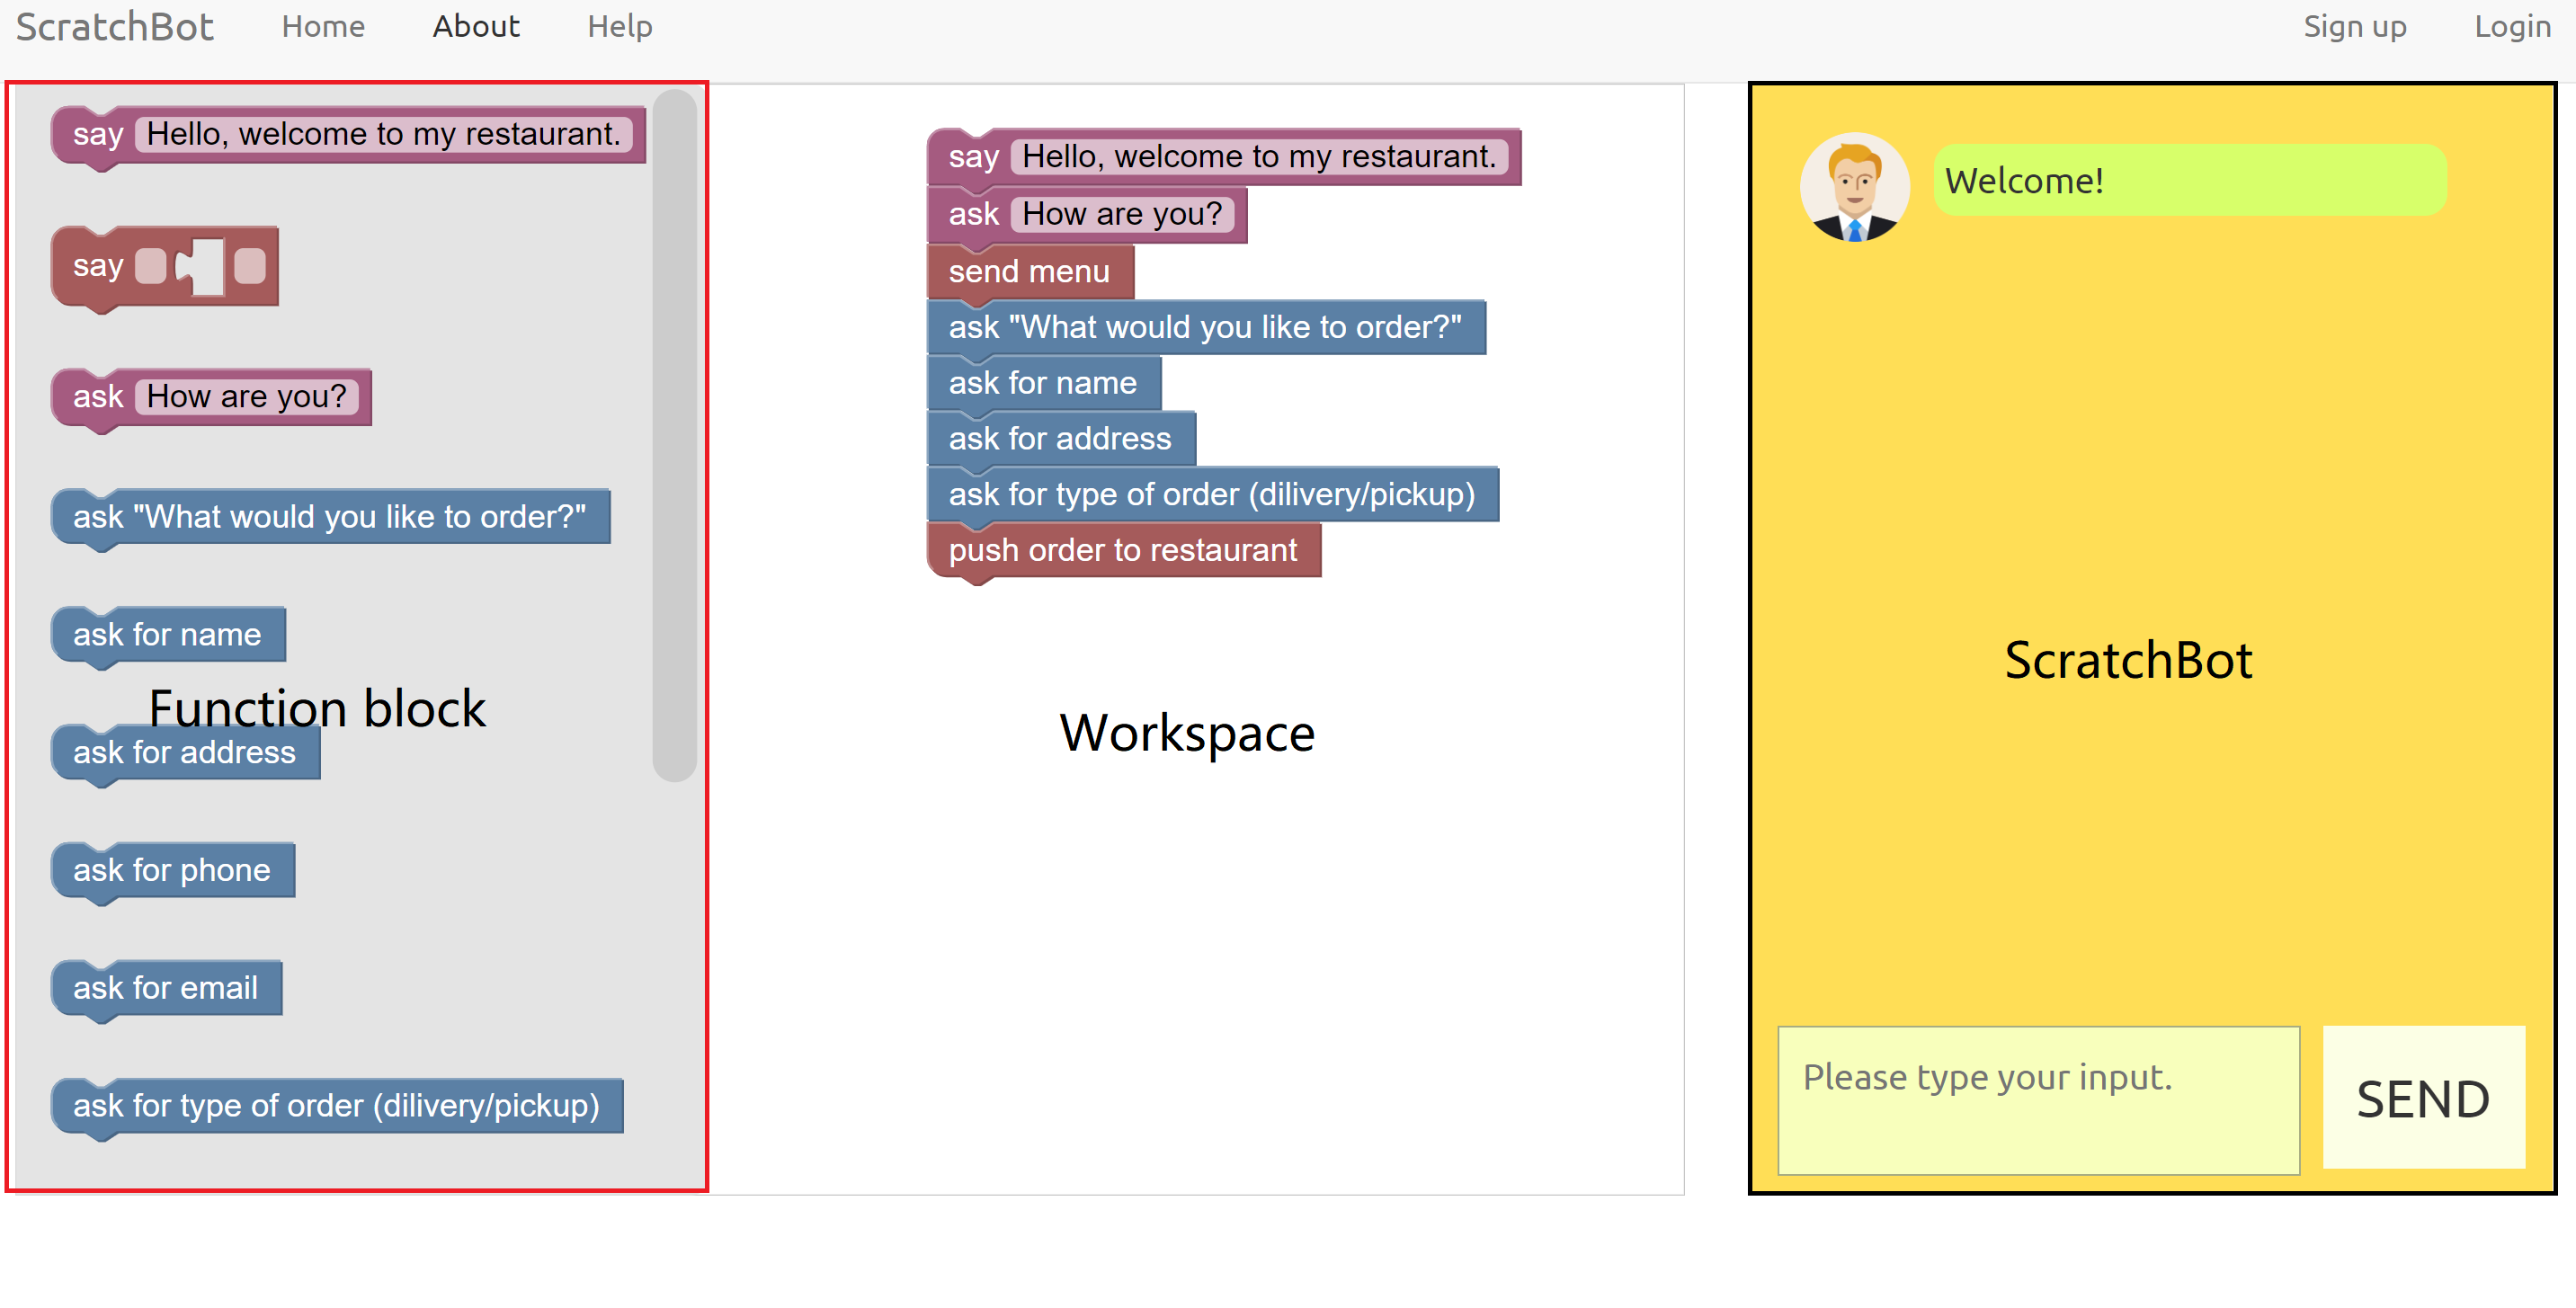 ScratchBot Home About Help Sign up Login
say Hello, welcome to my restaurant.
say
ask How are you?
ask "What would you like to order?"
ask for name
Function block
ask for address
ask for phone
ask for email
ask for type of order (dilivery/pickup)
say Hello, welcome to my restaurant.
ask How are you?
send menu
ask "What would you like to order?"
ask for name
ask for address
ask for type of order (dilivery/pickup)
push order to restaurant
Workspace
Welcome!
ScratchBot
Please type your input.
SEND